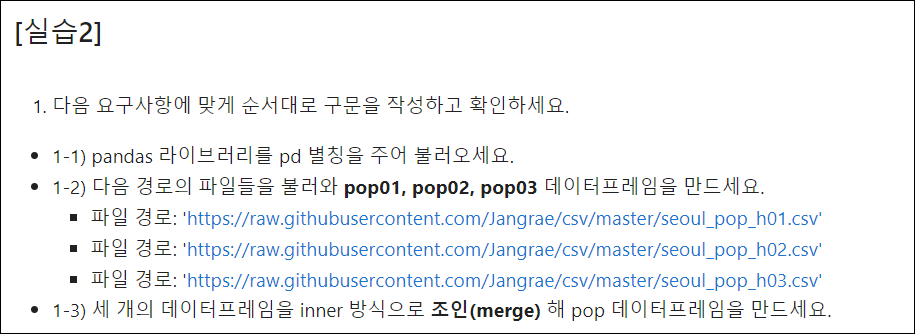 [실습2]
1. 다음 요구사항에 맞게 순서대로 구문을 작성하고 확인하세요.
• 1-1) pandas 라이브러리를 pd 별칭을 주어 불러오세요.
• 1-2) 다음 경로의 파일들을 불러와 pop01, pop02, pop03 데이터프레임을 만드세요.
▪ 파일 경로: 'https://raw.githubusercontent.com/Jangrae/csv/master/seoul_pop_h01.csv'
▪ 파일 경로: 'https://raw.githubusercontent.com/Jangrae/csv/master/seoul_pop_h02.csv'
▪ 파일 경로: 'https://raw.githubusercontent.com/Jangrae/csv/master/seoul_pop_h03.csv'
• 1-3) 세 개의 데이터프레임을 inner 방식으로 조인(merge) 해 pop 데이터프레임을 만드세요.